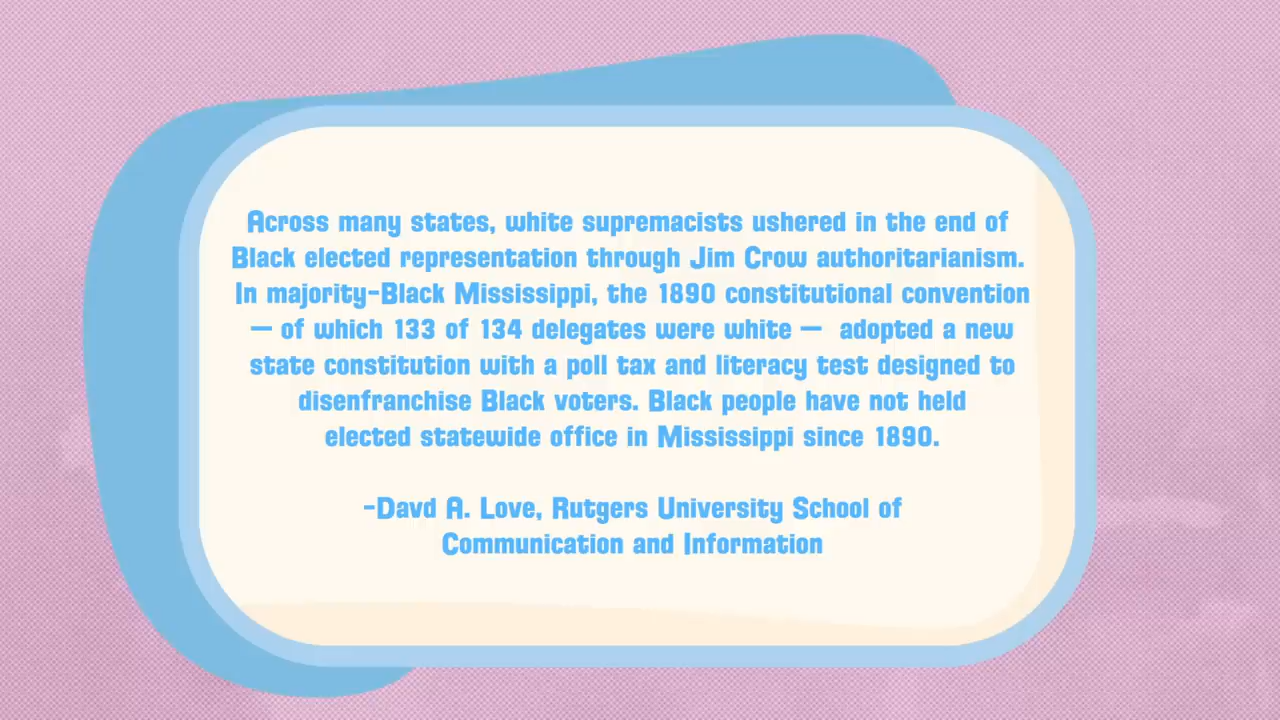 Across many states, white supremacists ushered in the end of
Black elected representation through Jim Crow authoritarianism.
In majority-Black Mississippi, the 1890 constitutional convention
— of which 133 of 134 delegates were white — adopted a new
state constitution with a poll tax and literacy test designed to
disenfranchise Black voters. Black people have not held
elected statewide office in Mississippi since 1890.
-Davd A. Love, Rutgers University School of
Communication and Information